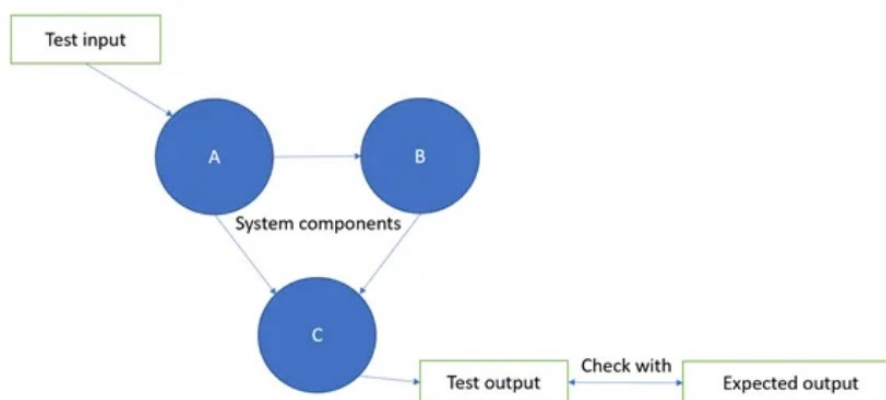 Test input
A
B
System components
C
Check with
Test output
Expected output